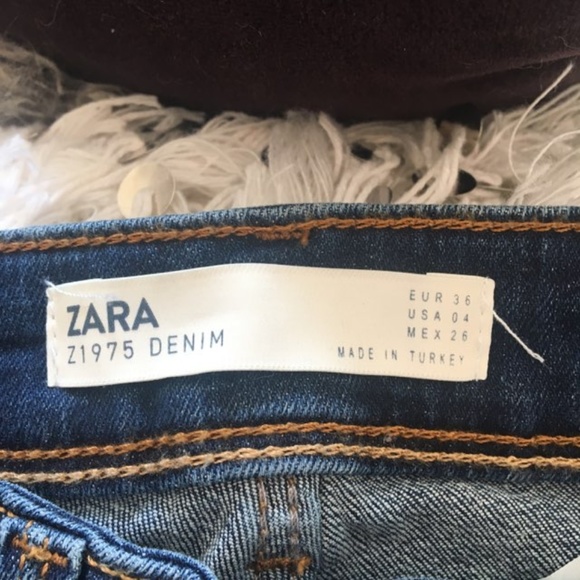 ZARA
Z1975 DENIM
EUR 36
USA 04
MEX 26
MADE IN TURKEY